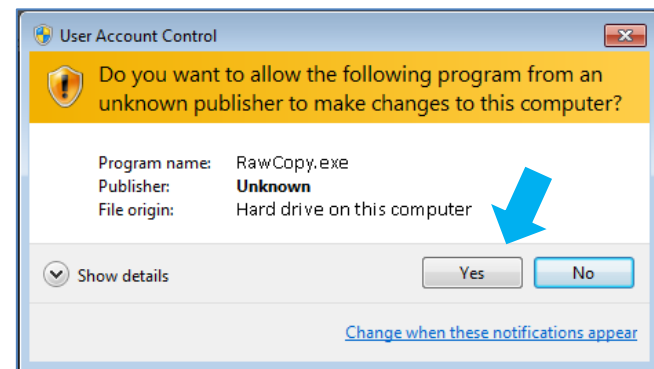 User Account Control
Do you want to allow the following program from an
unknown publisher to make changes to this computer?
Program name: RawCopy.exe
Publisher: Unknown
File origin: Hard drive on this computer
Show details
Yes No
Change when these notifications appear